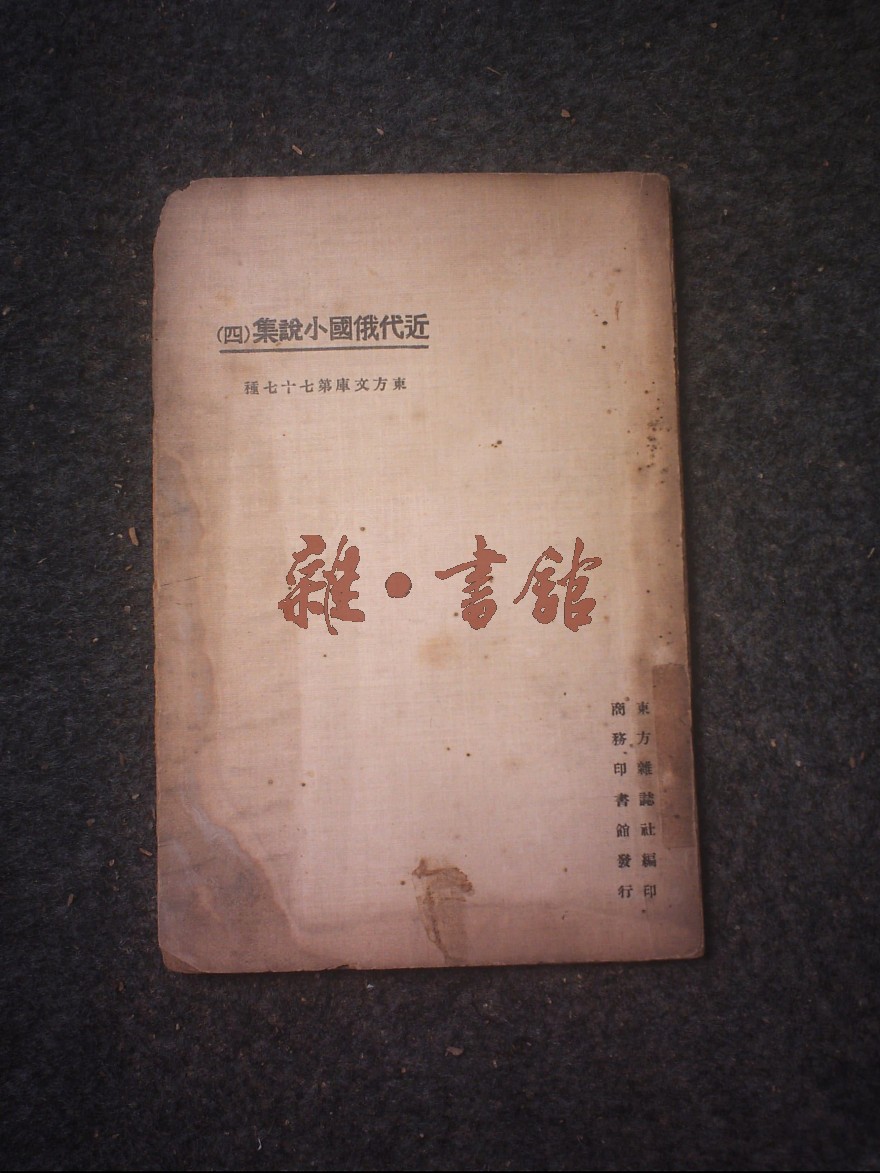 近代俄國小說集(四)
東方文庫第七十七種
雜·書館
東方雜誌社編印
商務印書館發行